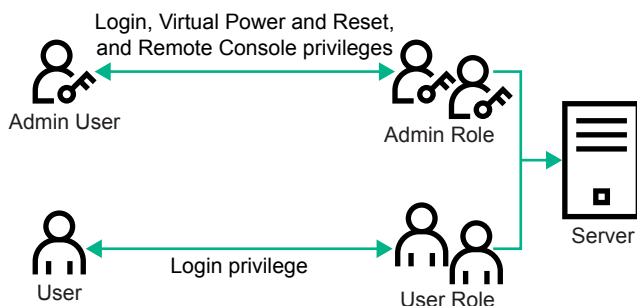 Login, Virtual Power and Reset,
and Remote Console privileges
Admin User
Admin Role
Server
Login privilege
User
User Role